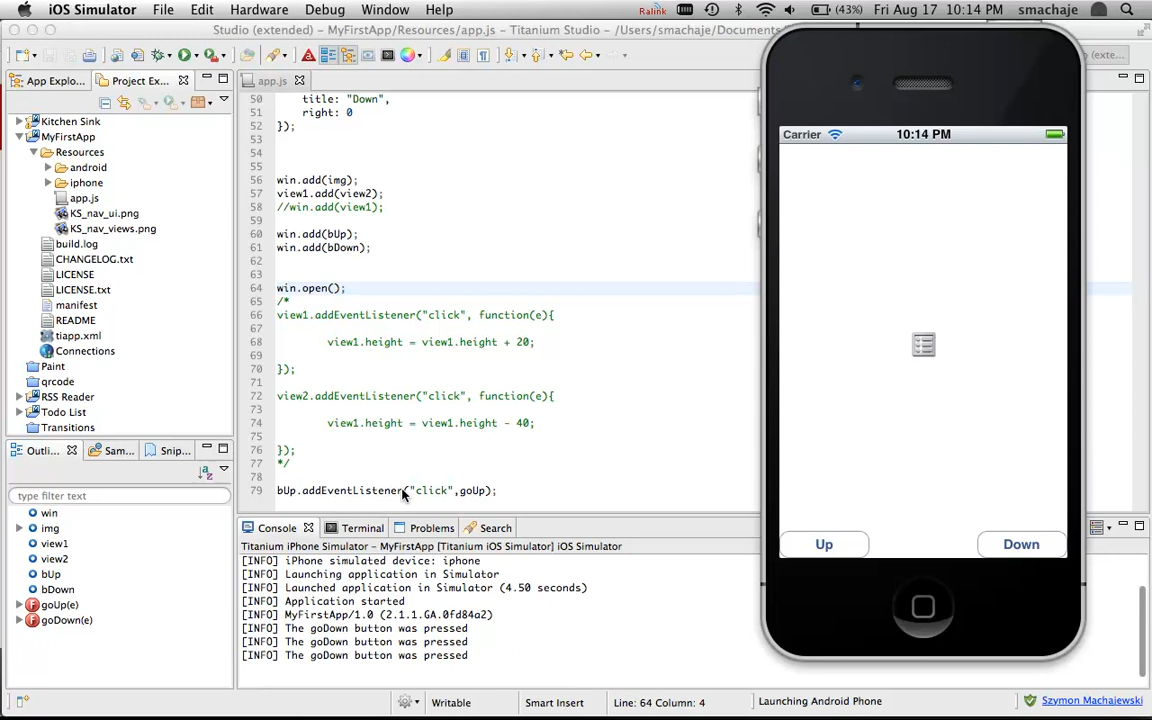 iOS Simulator File Edit Hardware Debug Window Help Ralink (43%) Fri Aug 17 10:14 PM smachaje
Studio (extended) - MyFirstApp/Resources/app.js - Titanium Studio - /Users/smachaje/Documents
App Explo... Project Ex...
Kitchen Sink
MyFirstApp
Resources
android
iphone
app.js
KS_nav_ui.png
KS_nav_views.png
build.log
CHANGELOG.txt
LICENSE
LICENSE.txt
manifest
README
tiapp.xml
Connections
Paint
qrcode
RSS Reader
Todo List
Transitions
Outli... Sam... Snip...
type filter text
win
img
view1
view2
bUp
bDown
goUp(e)
goDown(e)
app.js
50 title: "Down",
51 right: 0
52 });
53
54
55
56 win.add(img);
57 view1.add(view2);
58 //win.add(view1);
59
60 win.add(bUp);
61 win.add(bDown);
62
63
64 win.open();
65 /*
66 view1.addEventListener("click", function(e){
67
68 view1.height = view1.height + 20;
69
70 });
71
72 view2.addEventListener("click", function(e){
73
74 view1.height = view1.height - 40;
75
76 });
77 */
78
79 bUp.addEventListener("click",goUp);
Console Terminal Problems Search
Titanium iPhone Simulator - MyFirstApp [Titanium iOS Simulator] iOS Simulator
[INFO] iPhone simulated device: iphone
[INFO] Launching application in Simulator
[INFO] Launched application in Simulator (4.50 seconds)
[INFO] Application started
[INFO] MyFirstApp/1.0 (2.1.1.GA.0fd84a2)
[INFO] The goDown button was pressed
[INFO] The goDown button was pressed
[INFO] The goDown button was pressed
Carrier 10:14 PM
Up Down
Writable Smart Insert Line: 64 Column: 4 Launching Android Phone Szymon Machajewski